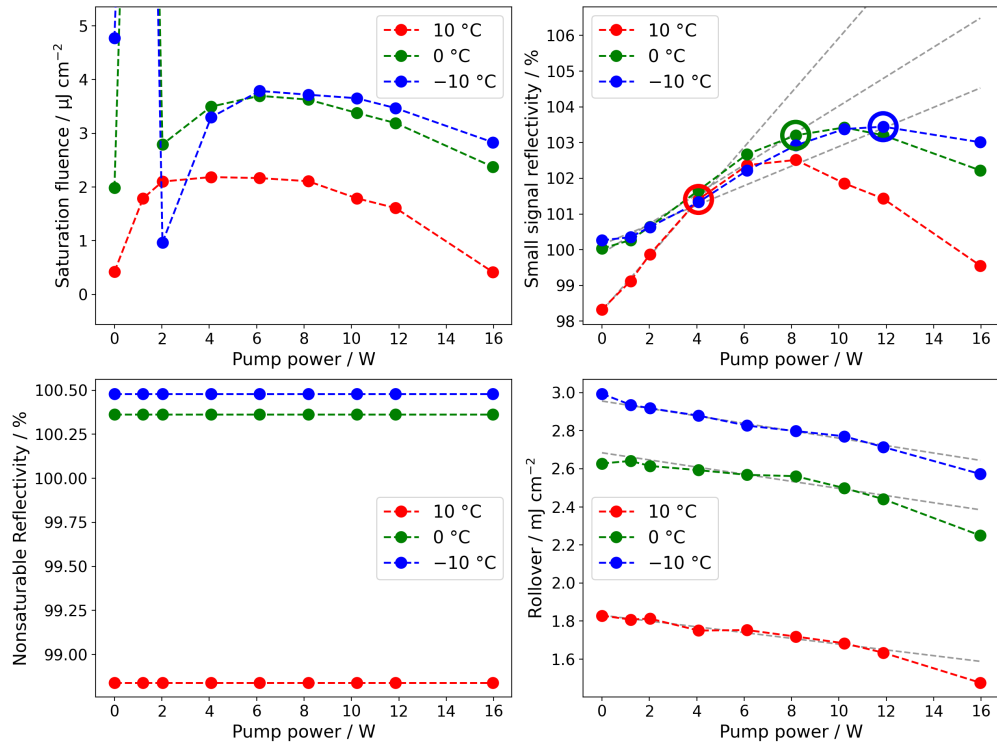 Saturation fluence / μJ cm⁻²
5
4
3
2
1
0
0 2 4 6 8 10 12 14 16
Pump power / W
10 °C
0 °C
−10 °C
Small signal reflectivity / %
106
105
104
103
102
101
100
99
98
0 2 4 6 8 10 12 14 16
Pump power / W
10 °C
0 °C
−10 °C
Nonsaturable Reflectivity / %
100.50
100.25
100.00
99.75
99.50
99.25
99.00
0 2 4 6 8 10 12 14 16
Pump power / W
10 °C
0 °C
−10 °C
Rollover / mJ cm⁻²
3.0
2.8
2.6
2.4
2.2
2.0
1.8
1.6
0 2 4 6 8 10 12 14 16
Pump power / W
10 °C
0 °C
−10 °C